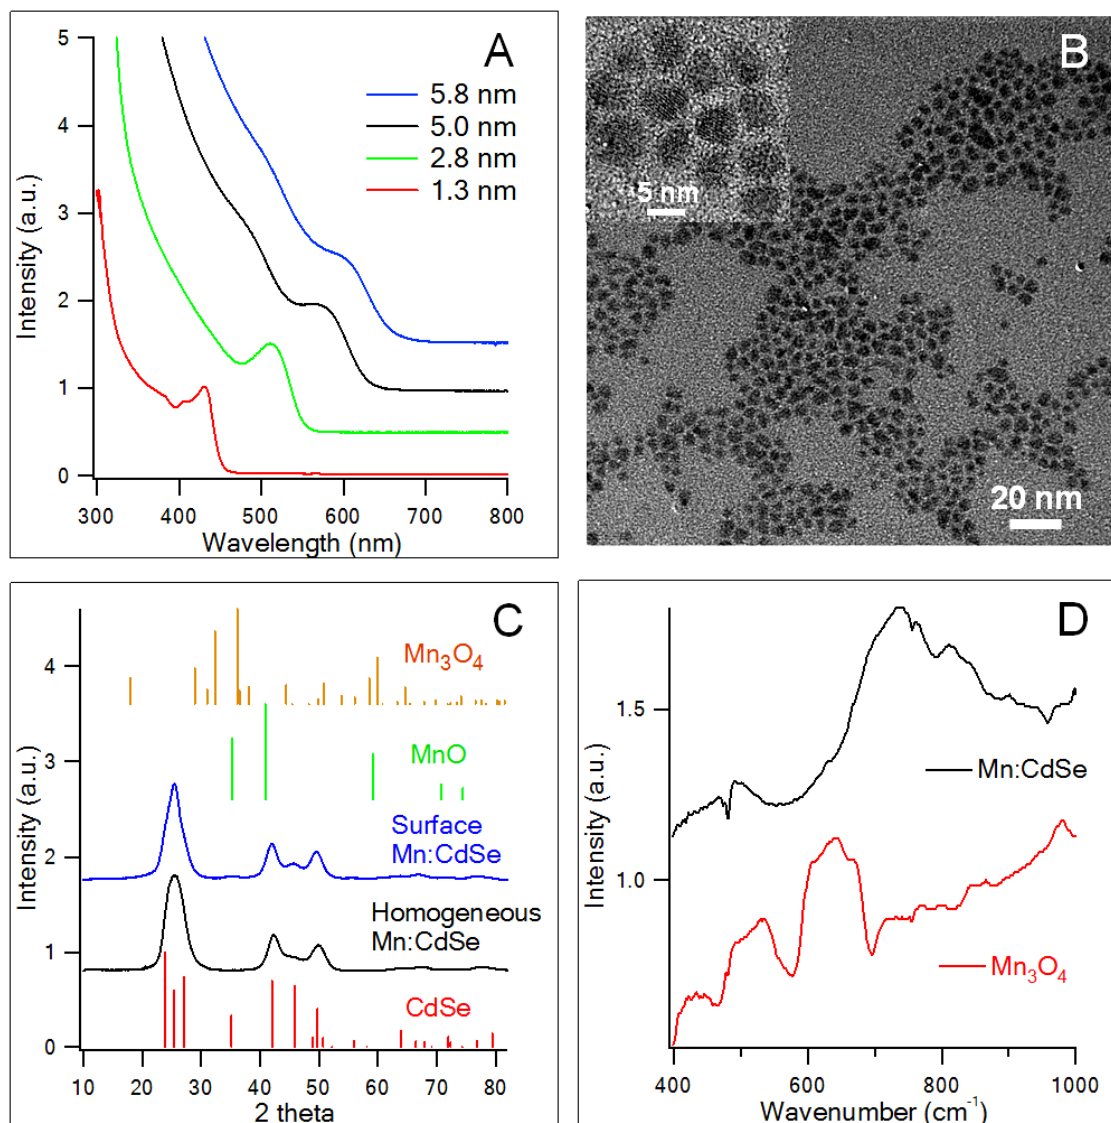 A
5
4
3
2
1
0
Intensity (a.u.)
5.8 nm
5.0 nm
2.8 nm
1.3 nm
300 400 500 600 700 800
Wavelength (nm)
B
5 nm
20 nm
C
4
3
2
1
0
Intensity (a.u.)
Mn₃O₄
MnO
Surface
Mn:CdSe
Homogeneous
Mn:CdSe
CdSe
10 20 30 40 50 60 70 80
2 theta
D
1.5
1.0
Intensity (a.u.)
Mn:CdSe
Mn₃O₄
400 600 800 1000
Wavenumber (cm⁻¹)